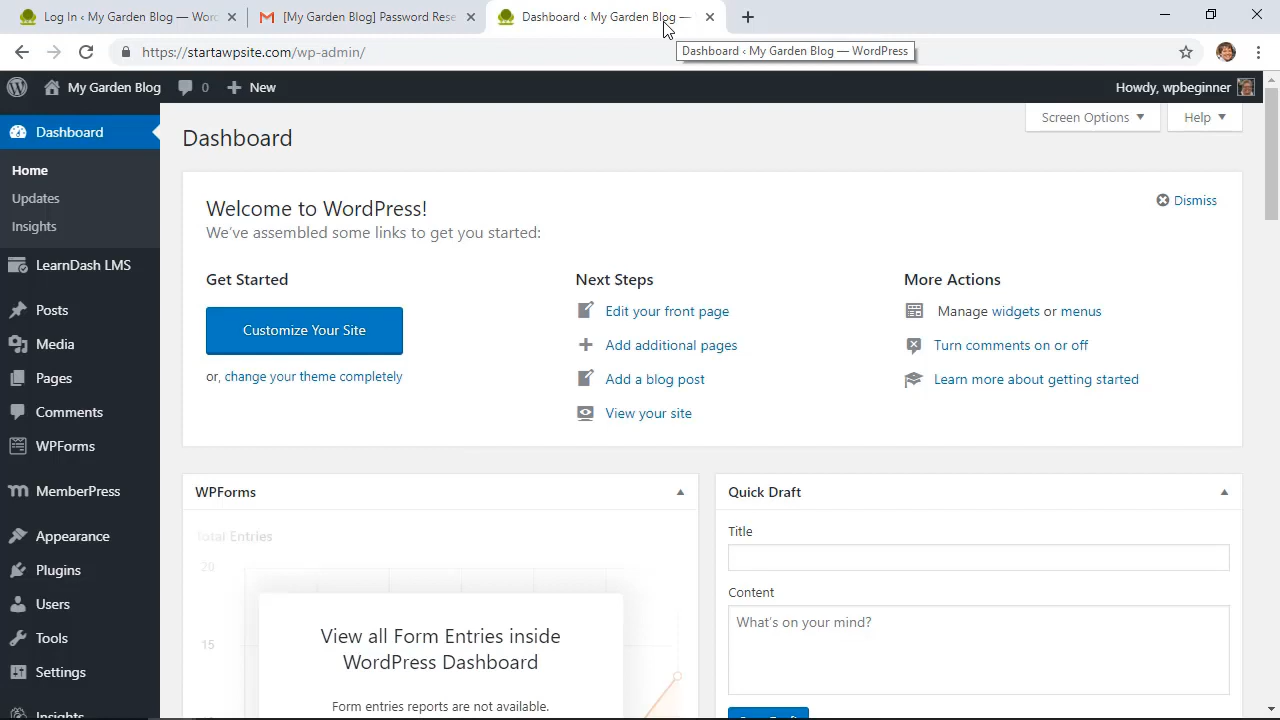 Log In ‹ My Garden Blog — Wor
[My Garden Blog] Password Rese
Dashboard ‹ My Garden Blog —
https://startawpsite.com/wp-admin/
Dashboard ‹ My Garden Blog — WordPress
My Garden Blog
0
New
Howdy, wpbeginner
Dashboard
Home
Updates
Insights
LearnDash LMS
Posts
Media
Pages
Comments
WPForms
MemberPress
Appearance
Plugins
Users
Tools
Settings
Insights
Screen Options
Help
Dashboard
Welcome to WordPress!
We've assembled some links to get you started:
Dismiss
Get Started
Customize Your Site
or, change your theme completely
Next Steps
Edit your front page
Add additional pages
Add a blog post
View your site
More Actions
Manage widgets or menus
Turn comments on or off
Learn more about getting started
WPForms
Total Entries
20
15
View all Form Entries inside
WordPress Dashboard
Form entries reports are not available.
Quick Draft
Title
Content
What's on your mind?